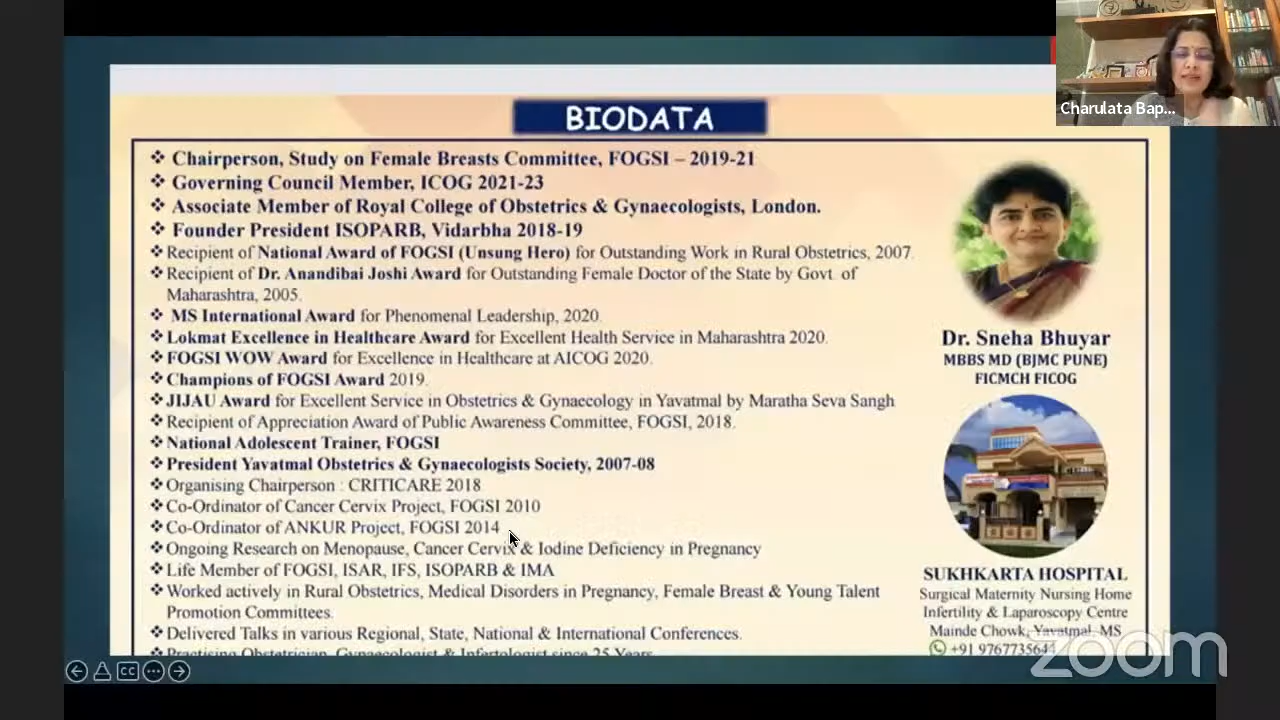 Charulata Bap...
BIODATA
❖ Chairperson, Study on Female Breasts Committee, FOGSI – 2019-21
❖ Governing Council Member, ICOG 2021-23
❖ Associate Member of Royal College of Obstetrics & Gynaecologists, London.
❖ Founder President ISOPARB, Vidarbha 2018-19
❖ Recipient of National Award of FOGSI (Unsung Hero) for Outstanding Work in Rural Obstetrics, 2007.
❖ Recipient of Dr. Anandibai Joshi Award for Outstanding Female Doctor of the State by Govt. of
Maharashtra, 2005.
❖ MS International Award for Phenomenal Leadership, 2020.
❖ Lokmat Excellence in Healthcare Award for Excellent Health Service in Maharashtra 2020.
❖ FOGSI WOW Award for Excellence in Healthcare at AICOG 2020.
❖ Champions of FOGSI Award 2019.
❖ JIJAU Award for Excellent Service in Obstetrics & Gynaecology in Yavatmal by Maratha Seva Sangh
❖ Recipient of Appreciation Award of Public Awareness Committee, FOGSI, 2018.
❖ National Adolescent Trainer, FOGSI
❖ President Yavatmal Obstetrics & Gynaecologists Society, 2007-08
❖ Organising Chairperson : CRITICARE 2018
❖ Co-Ordinator of Cancer Cervix Project, FOGSI 2010
❖ Co-Ordinator of ANKUR Project, FOGSI 2014
❖ Ongoing Research on Menopause, Cancer Cervix & Iodine Deficiency in Pregnancy
❖ Life Member of FOGSI, ISAR, IFS, ISOPARB & IMA
❖ Worked actively in Rural Obstetrics, Medical Disorders in Pregnancy, Female Breast & Young Talent
Promotion Committees.
❖ Delivered Talks in various Regional, State, National & International Conferences.
❖ Practising Obstetrician, Gynaecologist & Infertologist since 25 Years
Dr. Sneha Bhuyar
MBBS MD (BJMC PUNE)
FICMCH FICOG
SUKHKARTA HOSPITAL
Surgical Maternity Nursing Home
Infertility & Laparoscopy Centre
Mainde Chowk, Yavatmal, MS
+91 9767735644
CC
zoom